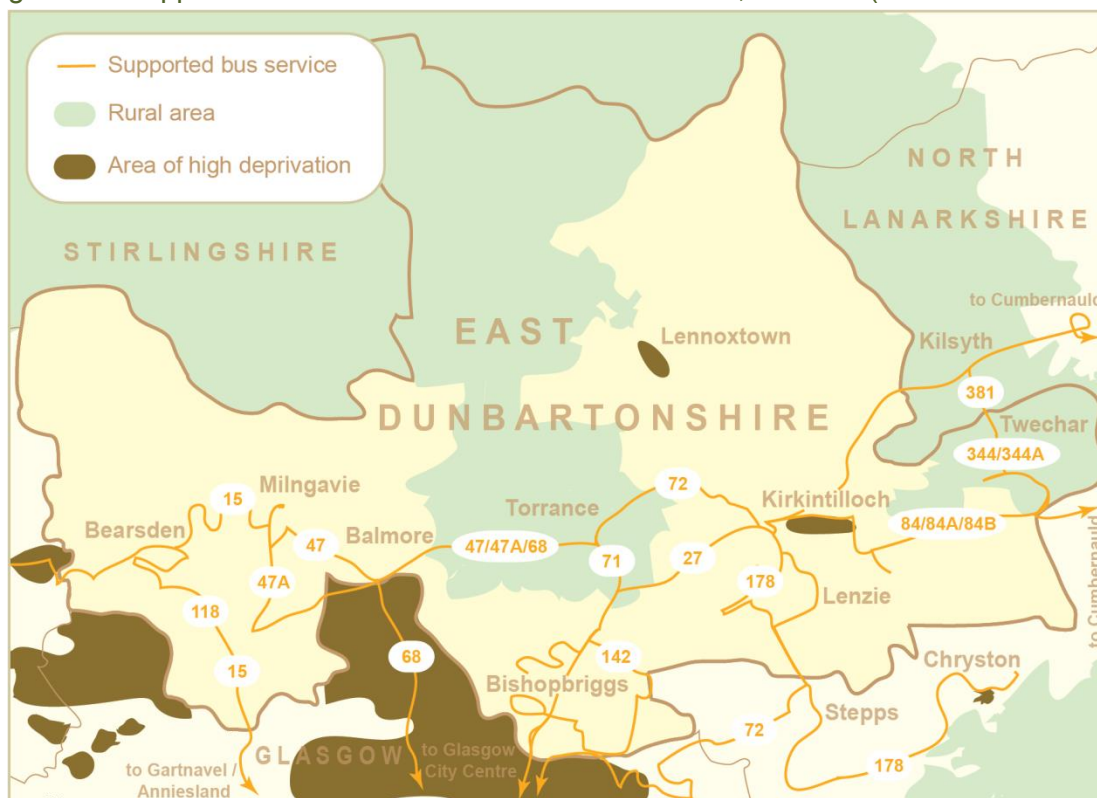 Supported bus service
Rural area
Area of high deprivation
NORTH
LANARKSHIRE
STIRLINGSHIRE
to Cumbernauld
EAST
Lennoxtown
Kilsyth
381
DUNBARTONSHIRE
Twechar
344/344A
72
Milngavie
15
Torrance
Kirkintilloch
Bearsden
47
Balmore
47/47A/68
84/84A/84B
71
27
47A
178
118
Lenzie
to Cumbernauld
68
142
15
Bishopbriggs
Chryston
Stepps
72
GLASGOW
to Glasgow
City Centre
178
to Gartnavel /
Anniesland